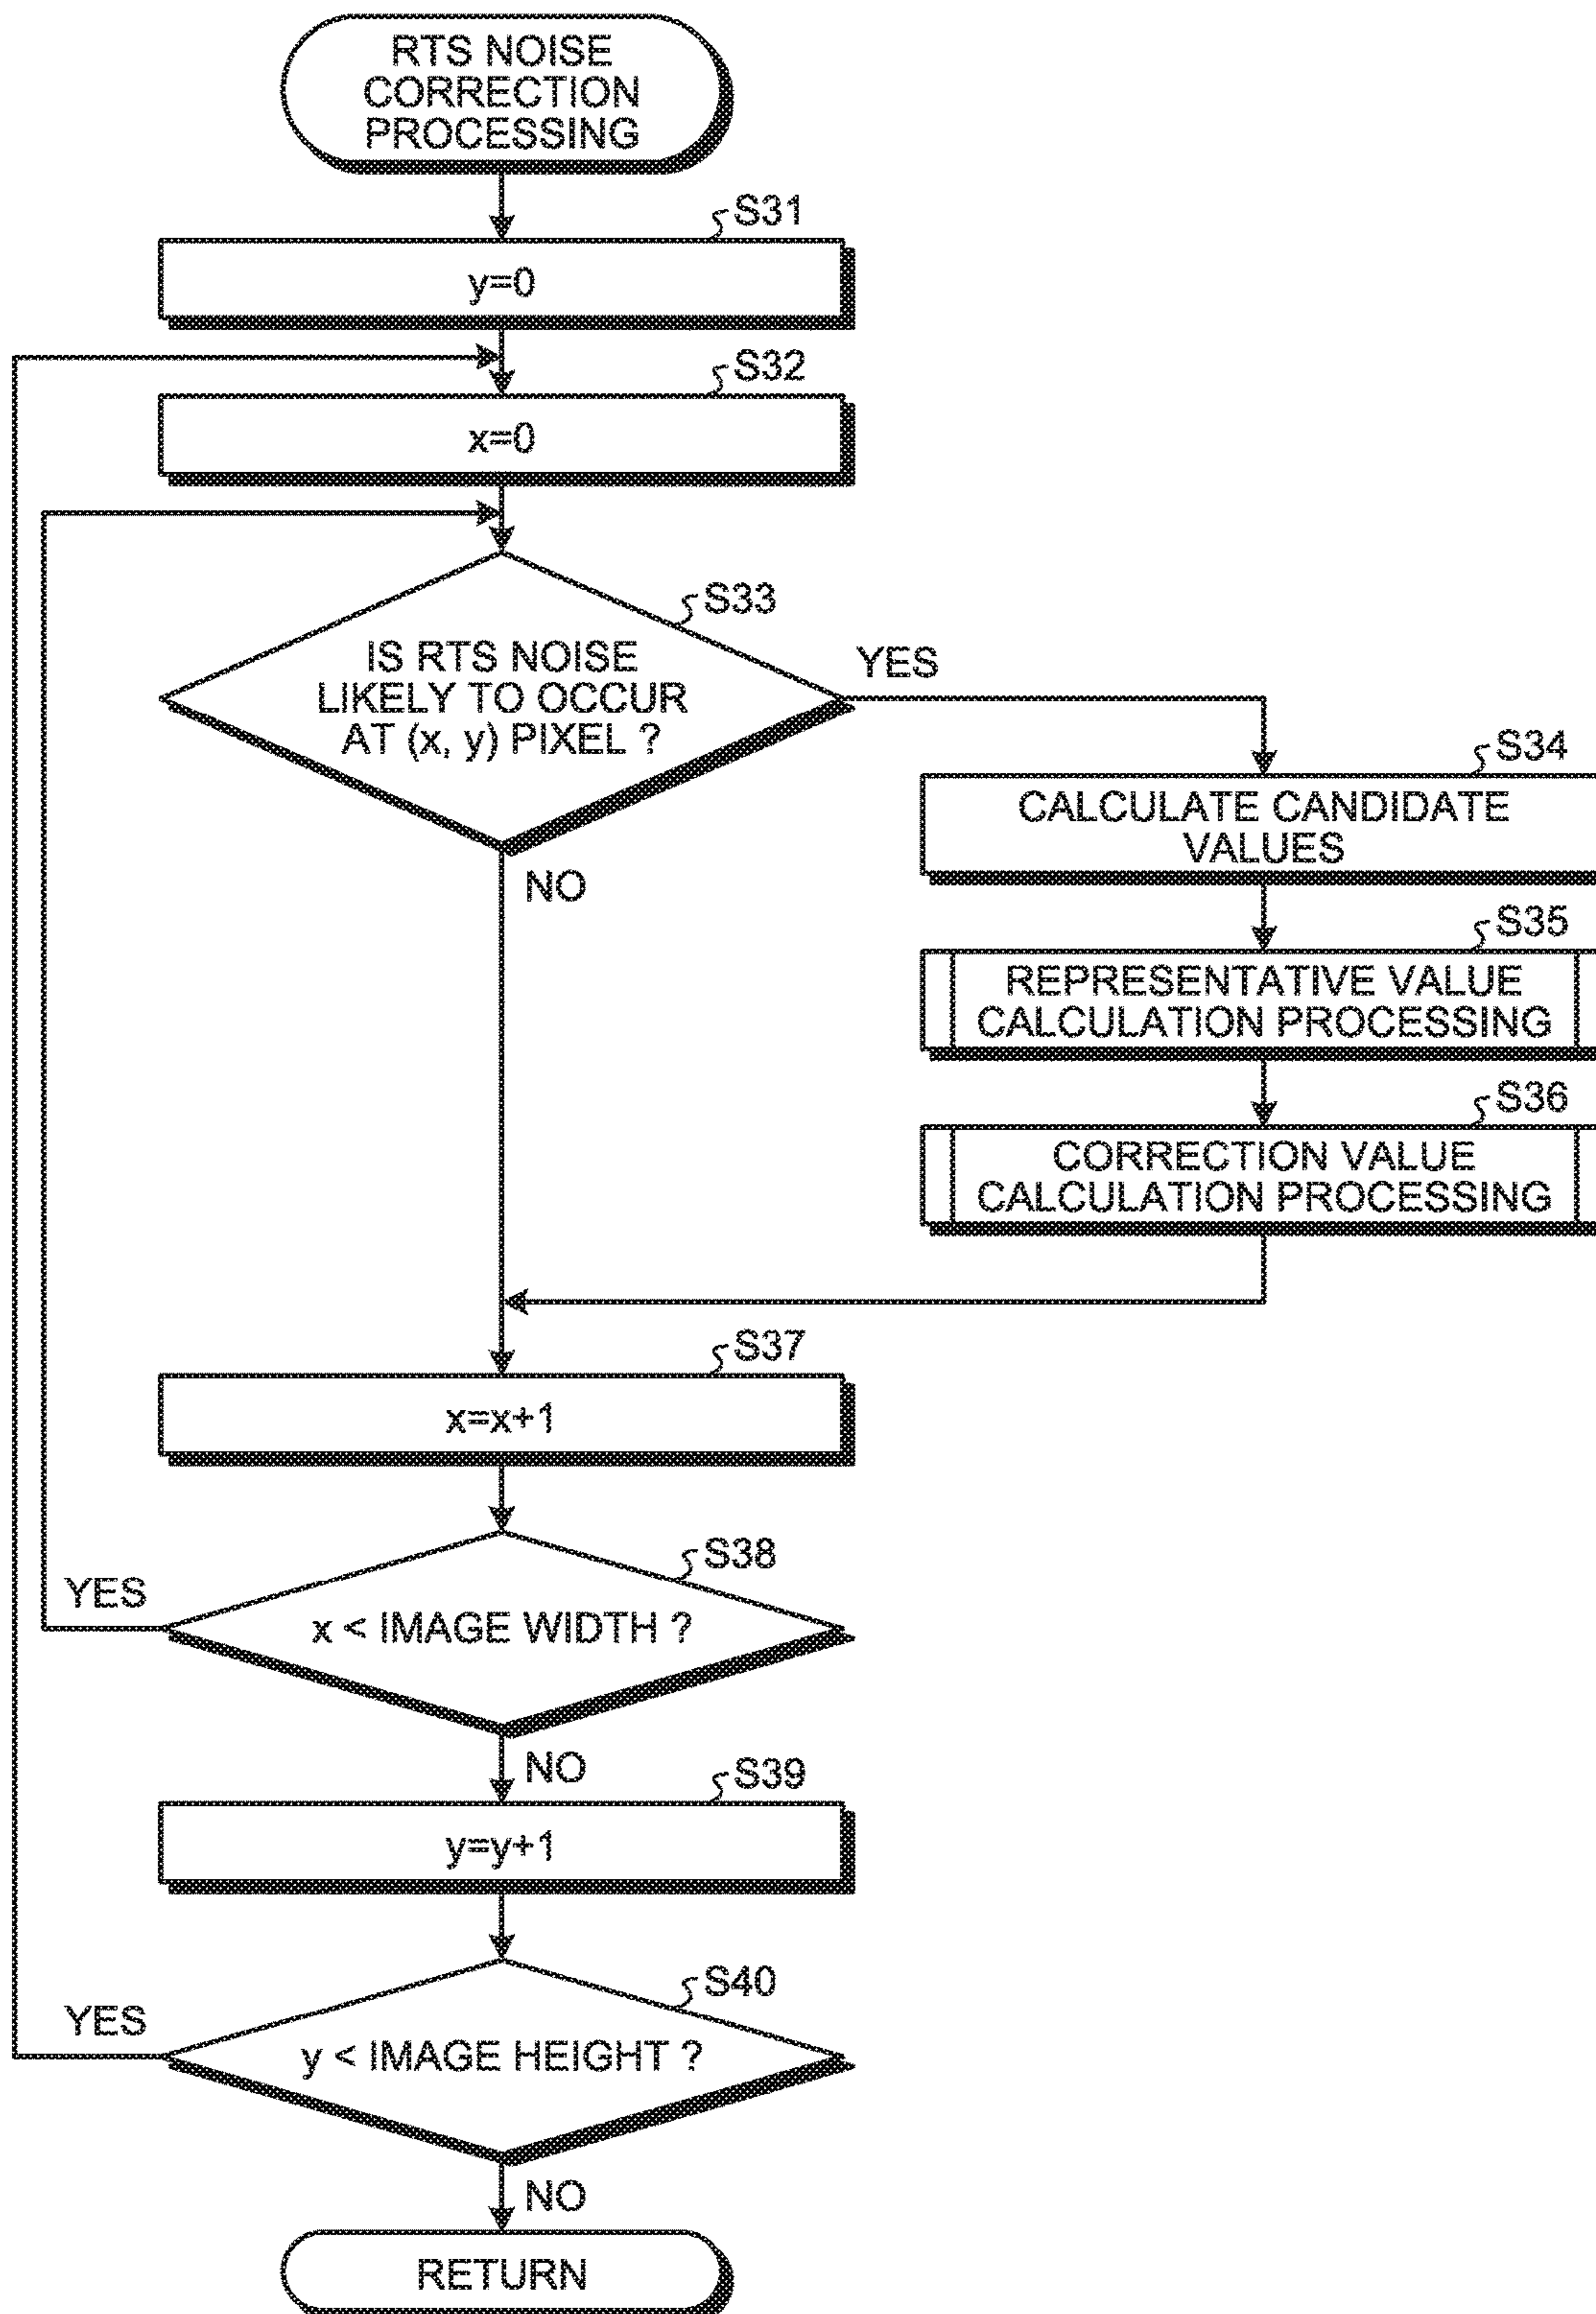 RTS NOISE
CORRECTION
PROCESSING
S31
y=0
S32
x=0
S33
IS RTS NOISE
LIKELY TO OCCUR
AT (x, y) PIXEL ?
YES
NO
S34
CALCULATE CANDIDATE
VALUES
S35
REPRESENTATIVE VALUE
CALCULATION PROCESSING
S36
CORRECTION VALUE
CALCULATION PROCESSING
S37
x=x+1
S38
YES
x < IMAGE WIDTH ?
NO
S39
y=y+1
S40
YES
y < IMAGE HEIGHT ?
NO
RETURN